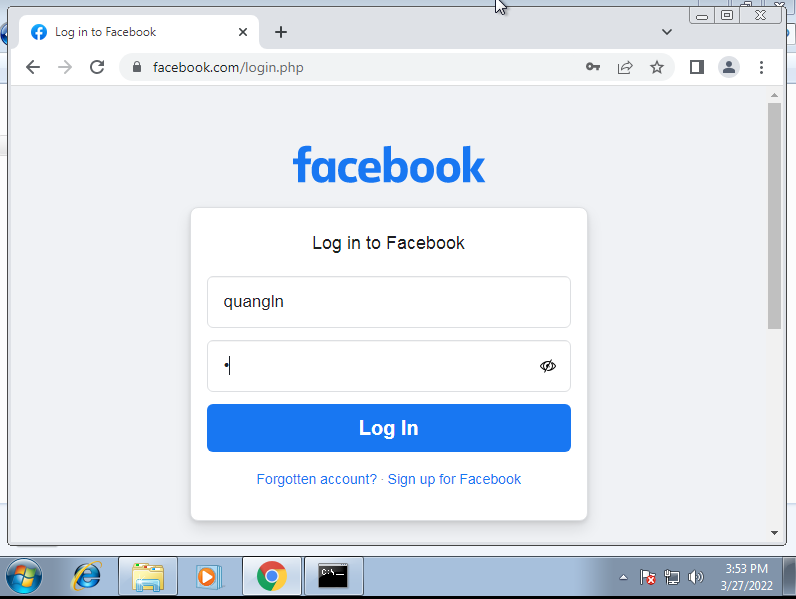 Log in to Facebook
facebook.com/login.php
facebook
Log in to Facebook
quangln
•
Log In
Forgotten account? · Sign up for Facebook
C:\
3:53 PM
3/27/2022